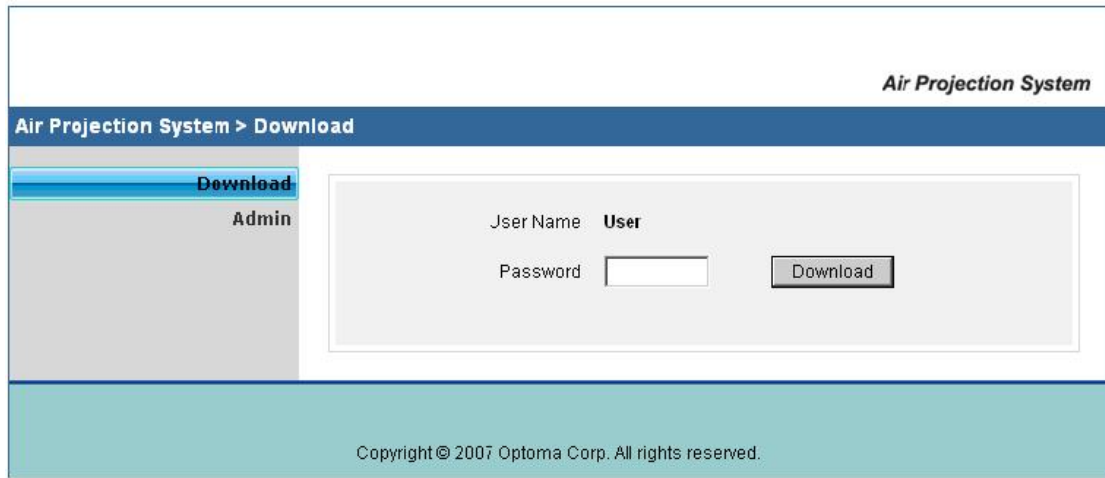 Air Projection System
Air Projection System > Download
Download
Admin
User Name User
Password Download
Copyright © 2007 Optoma Corp. All rights reserved.